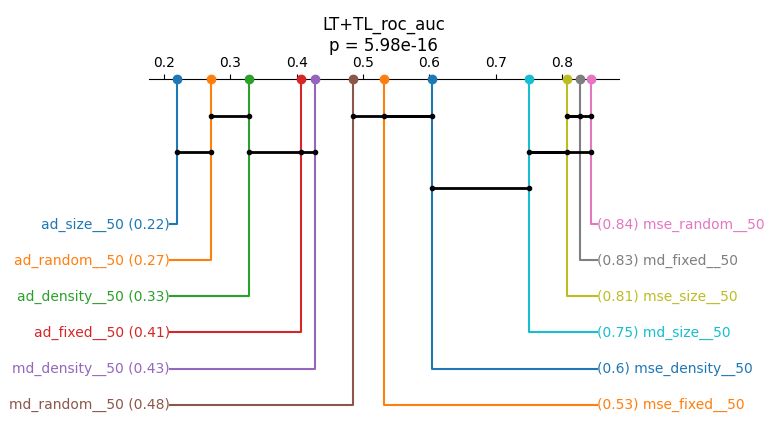 LT+TL_roc_auc
p = 5.98e-16
0.2 0.3 0.4 0.5 0.6 0.7 0.8
ad_size__50 (0.22)
(0.84) mse_random__50
ad_random__50 (0.27)
(0.83) md_fixed__50
ad_density__50 (0.33)
(0.81) mse_size__50
ad_fixed__50 (0.41)
(0.75) md_size__50
md_density__50 (0.43)
(0.6) mse_density__50
md_random__50 (0.48)
(0.53) mse_fixed__50